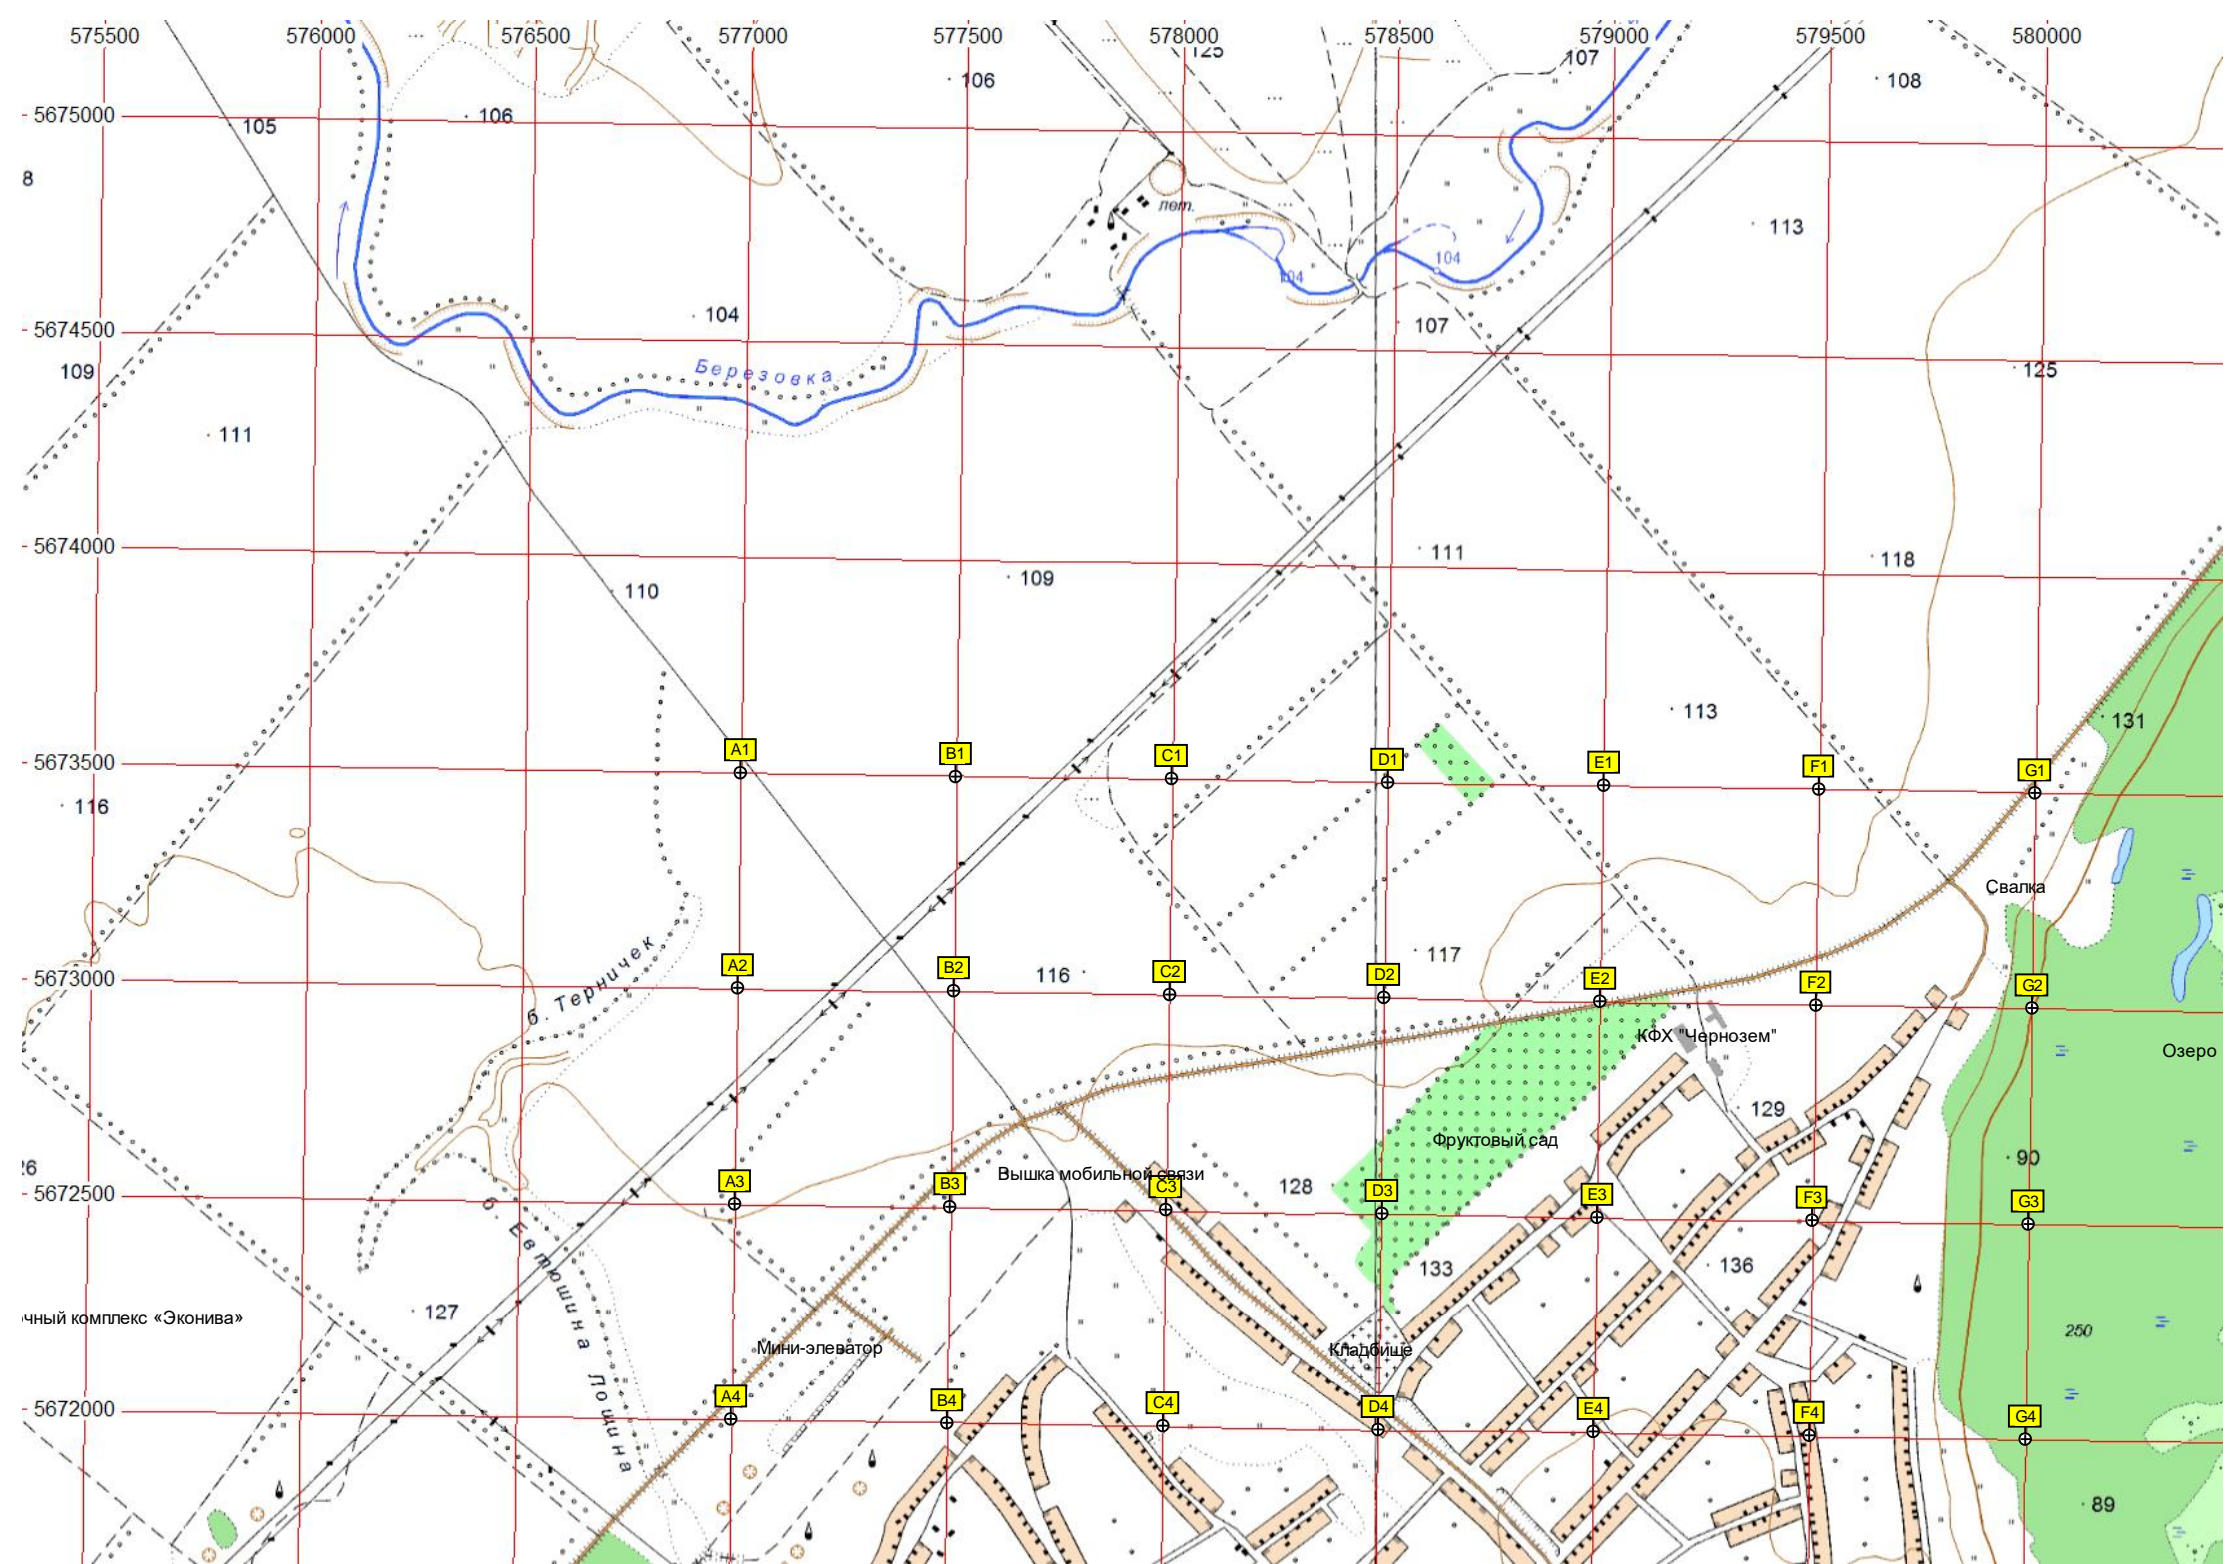 575500 576000 576500 577000 577500 578000 578500 579000 579500 580000
125
107
106
108
5675000
105
106
8
лет.
113
104
104
104
107
5674500
109
Березовка
125
111
5674000
111
118
109
110
113
131
A1 B1 C1 D1 E1 F1 G1
5673500
116
Свалка
б. Терничек
117
A2 B2 C2 D2 E2 F2 G2
116
5673000
КФХ "Чернозем"
Озеро
129
Фруктовый сад
90
Вышка мобильной связи
128
A3 B3 C3 D3 E3 F3 G3
5672500
б. Евтюшина Лощина
133
136
127
чный комплекс «Эконива»
250
Мини-элеватор
Кладбище
A4 B4 C4 D4 E4 F4 G4
5672000
89